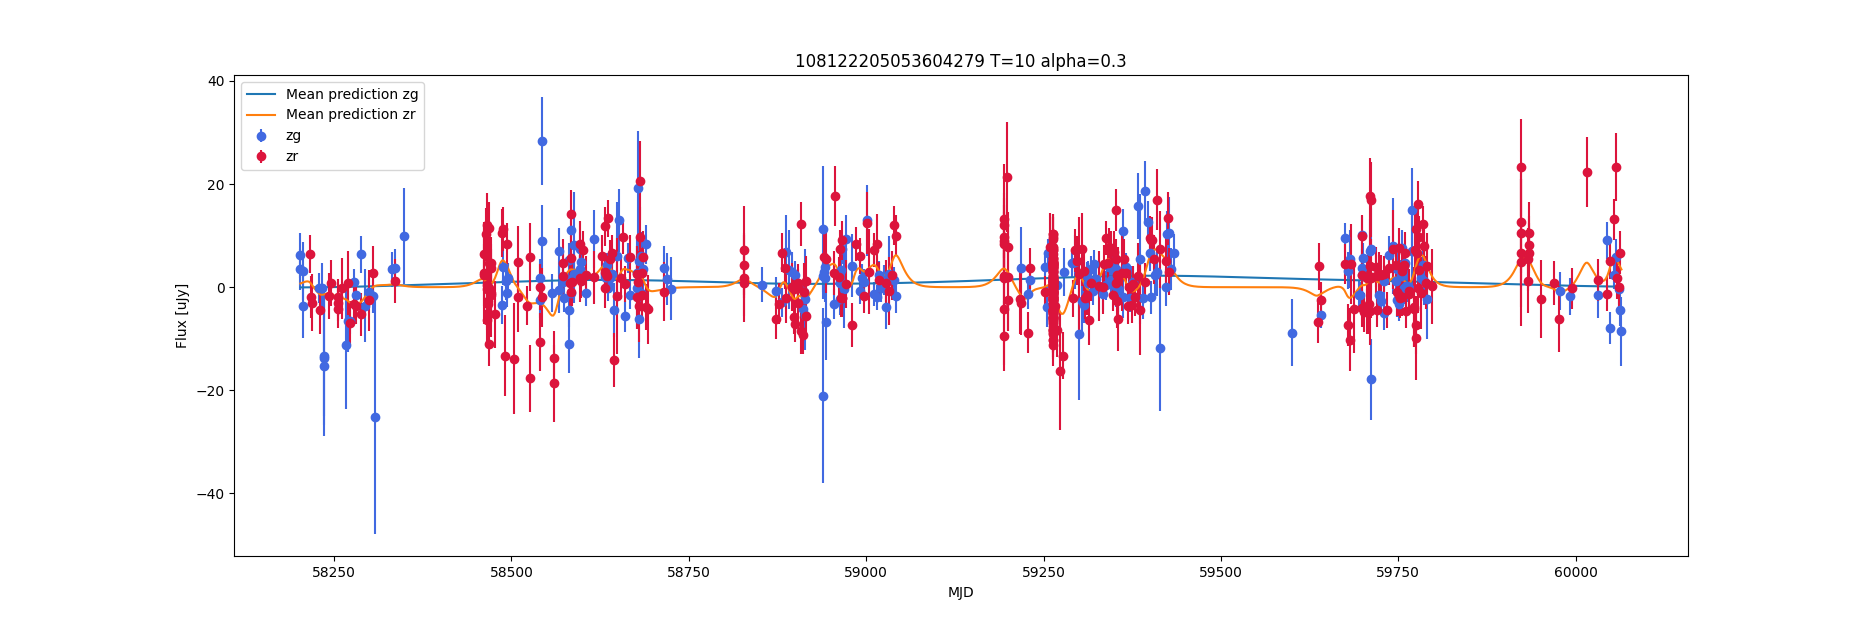 108122205053604279 T=10 alpha=0.3
Mean prediction zg
Mean prediction zr
zg
zr
Flux [uJy]
40
20
0
−20
−40
58250 58500 58750 59000 59250 59500 59750 60000
MJD